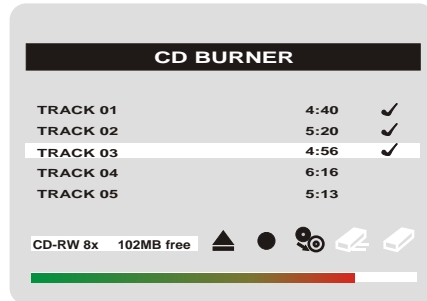 CD BURNER
TRACK 01 4:40
TRACK 02 5:20
TRACK 03 4:56
TRACK 04 6:16
TRACK 05 5:13
CD-RW 8x 102MB free